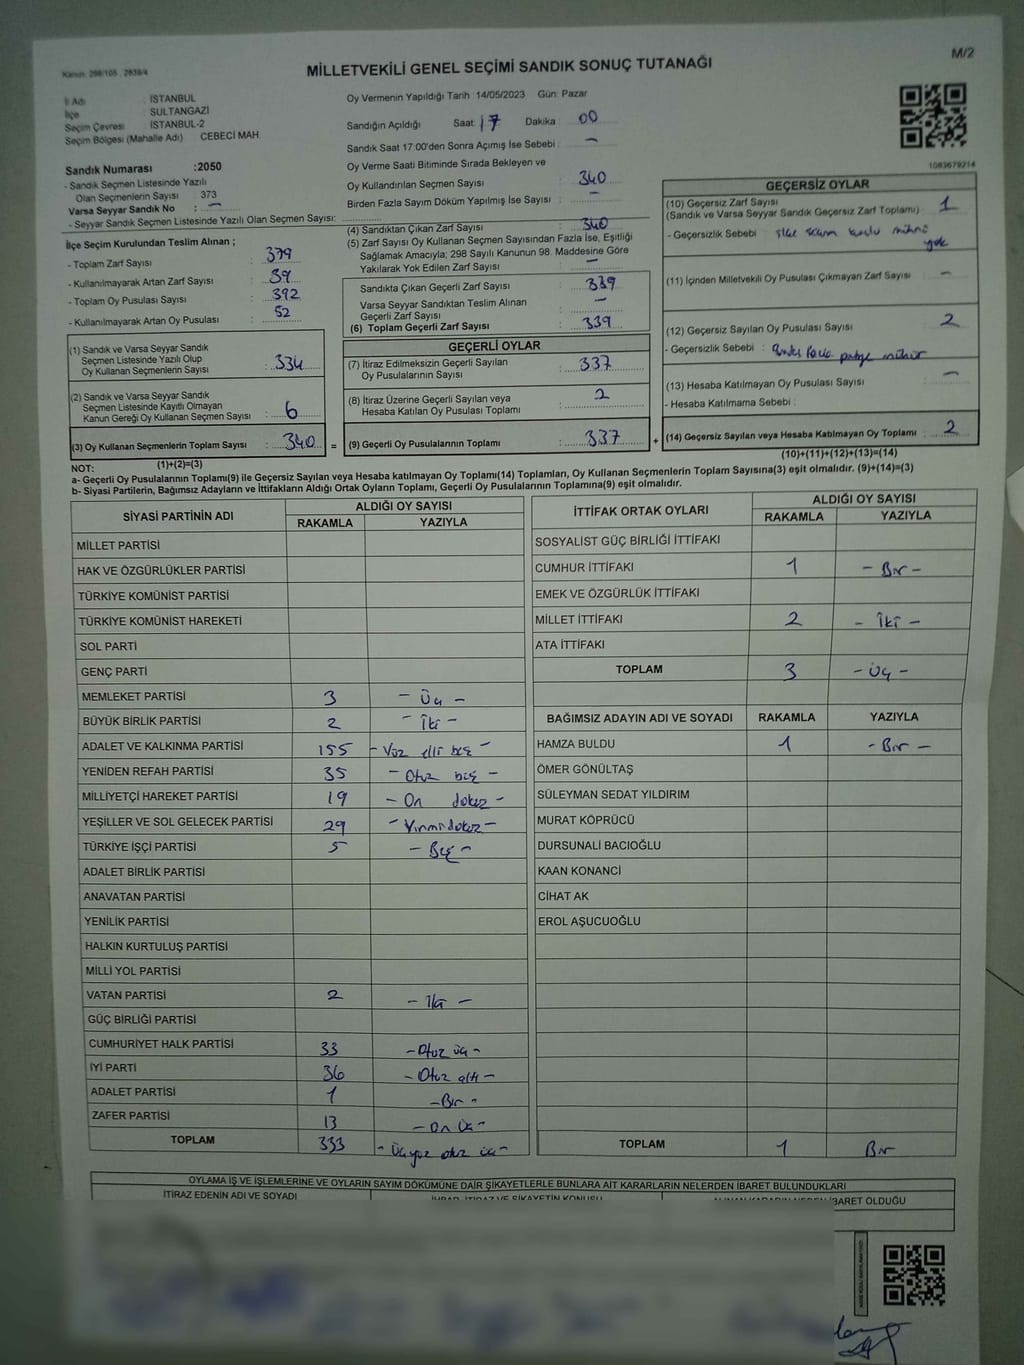 Kanun: 298/105 , 2839/4
M/2
MİLLETVEKİLİ GENEL SEÇİMİ SANDIK SONUÇ TUTANAĞI
İl Adı : İSTANBUL
İlçe : SULTANGAZİ
Seçim Çevresi : İSTANBUL-2
Seçim Bölgesi (Mahalle Adı) CEBECİ MAH.
Sandık Numarası :2050
- Sandık Seçmen Listesinde Yazılı
Olan Seçmenlerin Sayısı : 373
Varsa Seyyar Sandık No : —
- Seyyar Sandık Seçmen Listesinde Yazılı Olan Seçmen Sayısı:
İlçe Seçim Kurulundan Teslim Alınan ;
- Toplam Zarf Sayısı : 379
- Kullanılmayarak Artan Zarf Sayısı : 39
- Toplam Oy Pusulası Sayısı : 392
- Kullanılmayarak Artan Oy Pusulası : 52
Oy Vermenin Yapıldığı Tarih :14/05/2023 Gün: Pazar
Sandığın Açıldığı Saat: 17 Dakika : 00
Sandık Saat 17:00'den Sonra Açımış İse Sebebi : —
Oy Verme Saati Bitiminde Sırada Bekleyen ve
Oy Kullandırılan Seçmen Sayısı : 340
Birden Fazla Sayım Döküm Yapılmış İse Sayısı : —
(4) Sandıktan Çıkan Zarf Sayısı : 340
(5) Zarf Sayısı Oy Kullanan Seçmen Sayısından Fazla İse, Eşitliği
Sağlamak Amacıyla; 298 Sayılı Kanunun 98. Maddesine Göre
Yakılarak Yok Edilen Zarf Sayısı : —
Sandıkta Çıkan Geçerli Zarf Sayısı : 339
Varsa Seyyar Sandıktan Teslim Alınan
Geçerli Zarf Sayısı : —
(6) Toplam Geçerli Zarf Sayısı : 339
1083679214
GEÇERSİZ OYLAR
(10) Geçersiz Zarf Sayısı : 1
(Sandık ve Varsa Seyyar Sandık Geçersiz Zarf Toplamı)
- Geçersizlik Sebebi : ilçe seçim kurulu mührü
yok
(11) İçinden Milletvekili Oy Pusulası Çıkmayan Zarf Sayısı : —
(12) Geçersiz Sayılan Oy Pusulası Sayısı : 2
- Geçersizlik Sebebi : Birden fazla mühür
(13) Hesaba Katılmayan Oy Pusulası Sayısı : —
- Hesaba Katılmama Sebebi :
(1) Sandık ve Varsa Seyyar Sandık
Seçmen Listesinde Yazılı Olup
Oy Kullanan Seçmenlerin Sayısı : 334
(2) Sandık ve Varsa Seyyar Sandık
Seçmen Listesinde Kayıtlı Olmayan
Kanun Gereği Oy Kullanan Seçmen Sayısı : 6
GEÇERLİ OYLAR
(7) İtiraz Edilmeksizin Geçerli Sayılan
Oy Pusulalarının Sayısı : 337
(8) İtiraz Üzerine Geçerli Sayılan veya
Hesaba Katılan Oy Pusulası Toplamı : 2
(3) Oy Kullanan Seçmenlerin Toplam Sayısı : 340 = (9) Geçerli Oy Pusulalarının Toplamı : 337 + (14) Geçersiz Sayılan veya Hesaba Katılmayan Oy Toplamı : 2
(1)+(2)=(3)
(10)+(11)+(12)+(13)=(14)
NOT:
a- Geçerli Oy Pusulalarının Toplamı(9) ile Geçersiz Sayılan veya Hesaba katılmayan Oy Toplamı(14) Toplamları, Oy Kullanan Seçmenlerin Toplam Sayısına(3) eşit olmalıdır. (9)+(14)=(3)
b- Siyasi Partilerin, Bağımsız Adayların ve İttifakların Aldığı Ortak Oyların Toplamı, Geçerli Oy Pusulalarının Toplamına(9) eşit olmalıdır.
SİYASİ PARTİNİN ADI
ALDIĞI OY SAYISI
RAKAMLA YAZIYLA
MİLLET PARTİSİ
HAK VE ÖZGÜRLÜKLER PARTİSİ
TÜRKİYE KOMÜNİST PARTİSİ
TÜRKİYE KOMÜNİST HAREKETİ
SOL PARTİ
GENÇ PARTİ
MEMLEKET PARTİSİ 3 - Üç -
BÜYÜK BİRLİK PARTİSİ 2 - İki -
ADALET VE KALKINMA PARTİSİ 155 - Yüz elli beş -
YENİDEN REFAH PARTİSİ 35 - Otuz beş -
MİLLİYETÇİ HAREKET PARTİSİ 19 - On dokuz -
YEŞİLLER VE SOL GELECEK PARTİSİ 29 - Yirmi dokuz -
TÜRKİYE İŞÇİ PARTİSİ 5 - Beş -
ADALET BİRLİK PARTİSİ
ANAVATAN PARTİSİ
YENİLİK PARTİSİ
HALKIN KURTULUŞ PARTİSİ
MİLLİ YOL PARTİSİ
VATAN PARTİSİ 2 - İki -
GÜÇ BİRLİĞİ PARTİSİ
CUMHURİYET HALK PARTİSİ 33 - Otuz üç -
İYİ PARTİ 36 - Otuz altı -
ADALET PARTİSİ 1 - Bir -
ZAFER PARTİSİ 13 - On üç -
TOPLAM 333 - Üçyüz otuz üç -
İTTİFAK ORTAK OYLARI
ALDIĞI OY SAYISI
RAKAMLA YAZIYLA
SOSYALİST GÜÇ BİRLİĞİ İTTİFAKI
CUMHUR İTTİFAKI 1 - Bir -
EMEK VE ÖZGÜRLÜK İTTİFAKI
MİLLET İTTİFAKI 2 - İki -
ATA İTTİFAKI
TOPLAM 3 - Üç -
BAĞIMSIZ ADAYIN ADI VE SOYADI RAKAMLA YAZIYLA
HAMZA BULDU 1 - Bir -
ÖMER GÖNÜLTAŞ
SÜLEYMAN SEDAT YILDIRIM
MURAT KÖPRÜCÜ
DURSUNALİ BACIOĞLU
KAAN KONANCİ
CİHAT AK
EROL AŞUCUOĞLU
TOPLAM 1 Bir
OYLAMA İŞ VE İŞLEMLERİNE VE OYLARIN SAYIM DÖKÜMÜNE DAİR ŞİKAYETLERLE BUNLARA AİT KARARLARIN NELERDEN İBARET BULUNDUKLARI
İTİRAZ EDENİN ADI VE SOYADI İHBAR, İTİRAZ VE ŞİKAYETİN KONUSU ALINAN KARARIN NEDEN İBARET OLDUĞU